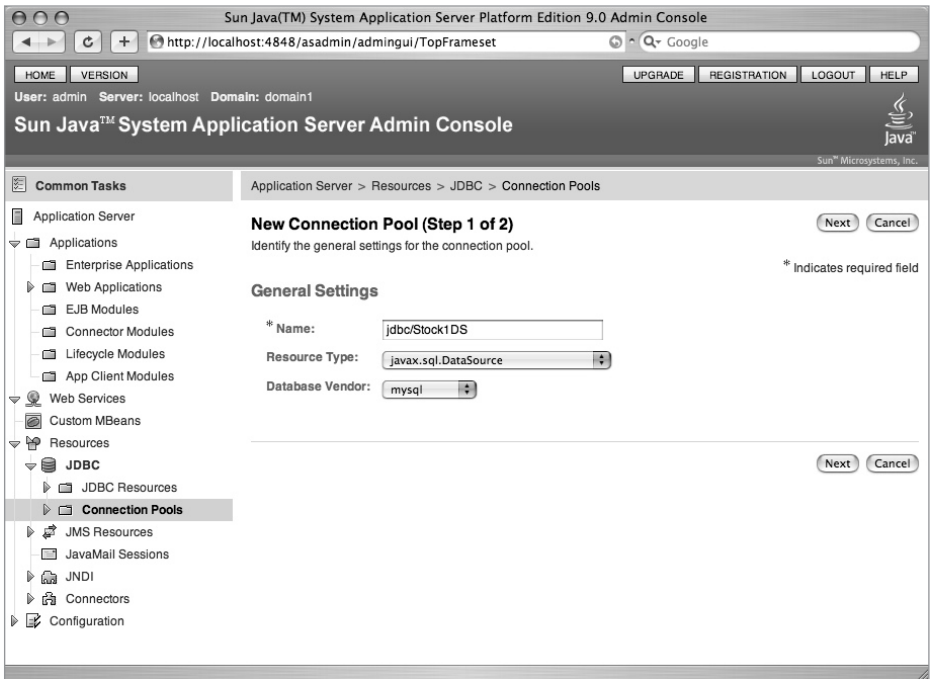 Sun Java(TM) System Application Server Platform Edition 9.0 Admin Console
http://localhost:4848/asadmin/admingui/TopFrameset
Google
HOME VERSION UPGRADE REGISTRATION LOGOUT HELP
User: admin Server: localhost Domain: domain1
Sun Java™ System Application Server Admin Console
Java™
Sun™ Microsystems, Inc.
Common Tasks
Application Server
Applications
Enterprise Applications
Web Applications
EJB Modules
Connector Modules
Lifecycle Modules
App Client Modules
Web Services
Custom MBeans
Resources
JDBC
JDBC Resources
Connection Pools
JMS Resources
JavaMail Sessions
JNDI
Connectors
Configuration
Application Server > Resources > JDBC > Connection Pools
New Connection Pool (Step 1 of 2)
Next Cancel
Identify the general settings for the connection pool.
* Indicates required field
General Settings
* Name: jdbc/Stock1DS
Resource Type: javax.sql.DataSource
Database Vendor: mysql
Next Cancel